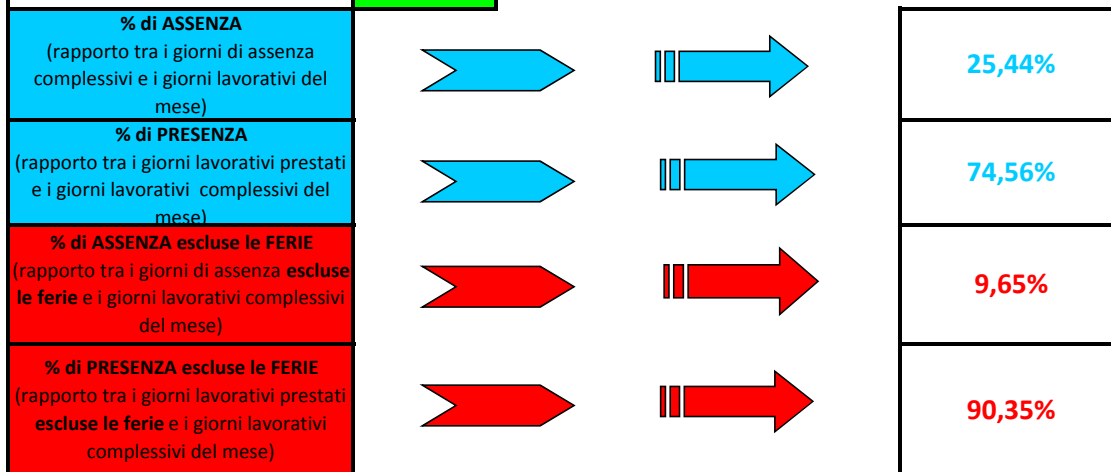 % di ASSENZA
(rapporto tra i giorni di assenza
complessivi e i giorni lavorativi del
mese)
25,44%
% di PRESENZA
(rapporto tra i giorni lavorativi prestati
e i giorni lavorativi complessivi del
mese)
74,56%
% di ASSENZA escluse le FERIE
(rapporto tra i giorni di assenza escluse
le ferie e i giorni lavorativi complessivi
del mese)
9,65%
% di PRESENZA escluse le FERIE
(rapporto tra i giorni lavorativi prestati
escluse le ferie e i giorni lavorativi
complessivi del mese)
90,35%